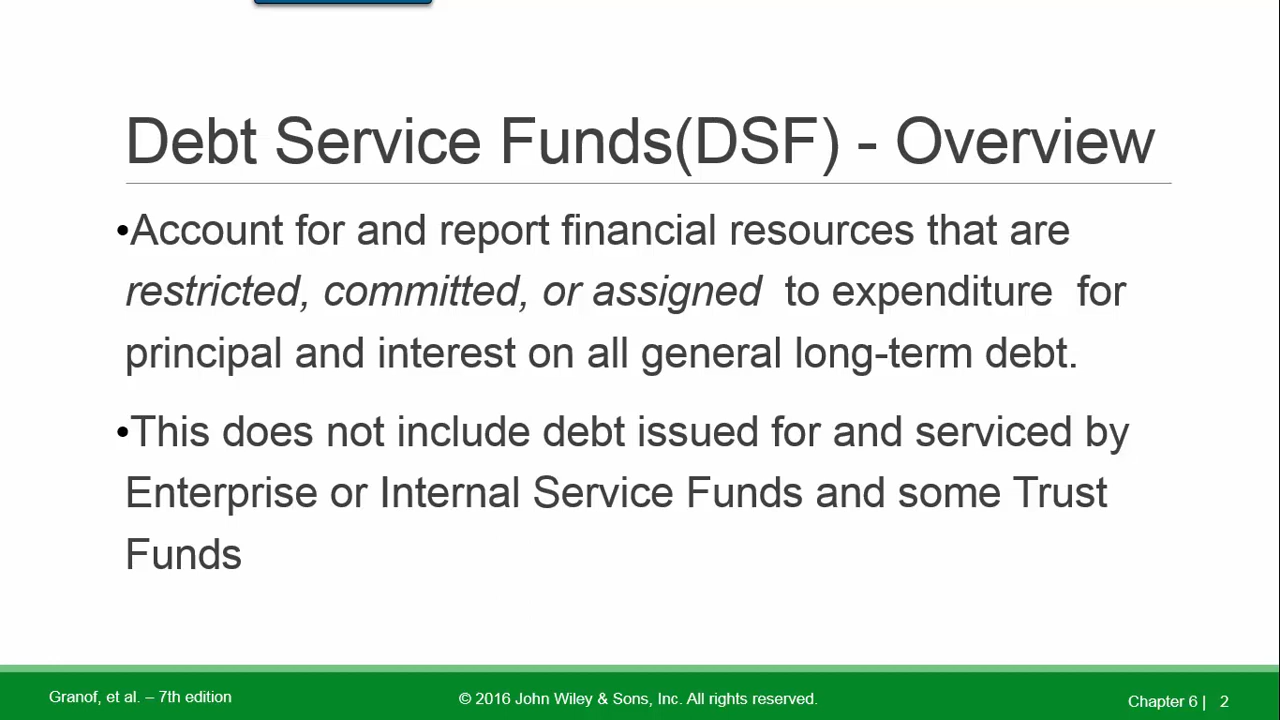 Debt Service Funds(DSF) - Overview
•Account for and report financial resources that are
restricted, committed, or assigned to expenditure for
principal and interest on all general long-term debt.
•This does not include debt issued for and serviced by
Enterprise or Internal Service Funds and some Trust
Funds
Granof, et al. – 7th edition
© 2016 John Wiley & Sons, Inc. All rights reserved.
Chapter 6 | 2